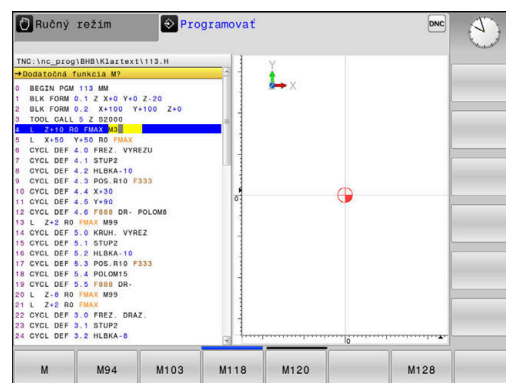 Ručný režim
Programovať
DNC
TNC:\nc_prog\BHB\Klartext\113.H
→Dodatočná funkcia M?
0 BEGIN PGM 113 MM
1 BLK FORM 0.1 Z X+0 Y+0 Z-20
2 BLK FORM 0.2 X+100 Y+100 Z+0
3 TOOL CALL 5 Z S2000
4 L Z+10 R0 FMAX M3
5 L X+50 Y+50 R0 FMAX
6 CYCL DEF 4.0 FREZ. VYREZU
7 CYCL DEF 4.1 STUP2
8 CYCL DEF 4.2 HLBKA-10
9 CYCL DEF 4.3 POS.R10 F333
10 CYCL DEF 4.4 X+30
11 CYCL DEF 4.5 Y+90
12 CYCL DEF 4.6 F888 DR- POLOM8
13 L Z+2 R0 FMAX M99
14 CYCL DEF 5.0 KRUH. VYREZ
15 CYCL DEF 5.1 STUP2
16 CYCL DEF 5.2 HLBKA-10
17 CYCL DEF 5.3 POS.R10 F333
18 CYCL DEF 5.4 POLOM15
19 CYCL DEF 5.5 F888 DR-
20 L Z-8 R0 FMAX M99
21 L Z+2 R0 FMAX
22 CYCL DEF 3.0 FREZ. DRAZ.
23 CYCL DEF 3.1 STUP2
24 CYCL DEF 3.2 HLBKA-8
Y
X
0
0
M M94 M103 M118 M120 M128